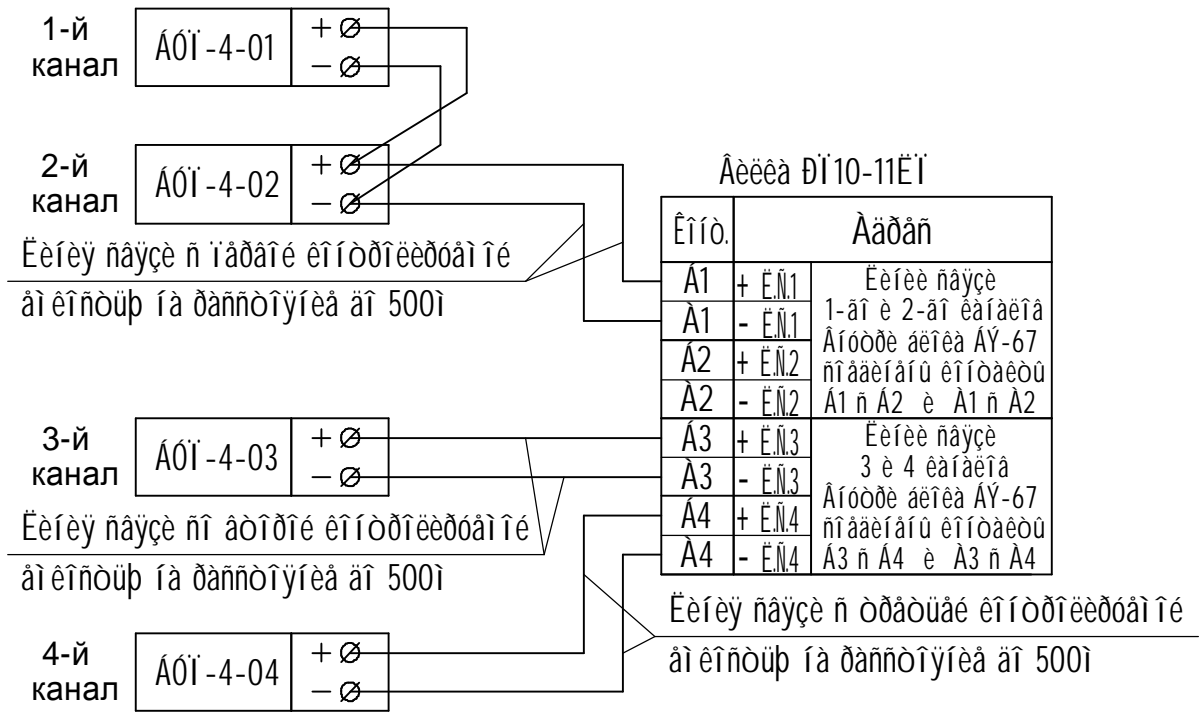 1-й
канал
ÁÓÏ-4-01
+
–
2-й
канал
ÁÓÏ-4-02
+
–
Ëèíèÿ ñâÿçè ñ ïåðâîé êîíòðîëèðóåìîé
åìêîñòüþ íà ðàññòîÿíèå äî 500ì
3-й
канал
ÁÓÏ-4-03
+
–
Ëèíèÿ ñâÿçè ñî âòîðîé êîíòðîëèðóåìîé
åìêîñòüþ íà ðàññòîÿíèå äî 500ì
4-й
канал
ÁÓÏ-4-04
+
–
Âèëêà ÐÏ10-11ËÏ
Êîíò. Àäðåñ
Á1 + Ë.Ñ.1
À1 - Ë.Ñ.1
Á2 + Ë.Ñ.2
À2 - Ë.Ñ.2
Ëèíèè ñâÿçè
1-ãî è 2-ãî êàíàëîâ
Âíóòðè áëîêà ÁÝ-67
ñîåäèíåíû êîíòàêòû
Á1 ñ Á2 è À1 ñ À2
Á3 + Ë.Ñ.3
À3 - Ë.Ñ.3
Á4 + Ë.Ñ.4
À4 - Ë.Ñ.4
Ëèíèè ñâÿçè
3 è 4 êàíàëîâ
Âíóòðè áëîêà ÁÝ-67
ñîåäèíåíû êîíòàêòû
Á3 ñ Á4 è À3 ñ À4
Ëèíèÿ ñâÿçè ñ òðåòüåé êîíòðîëèðóåìîé
åìêîñòüþ íà ðàññòîÿíèå äî 500ì